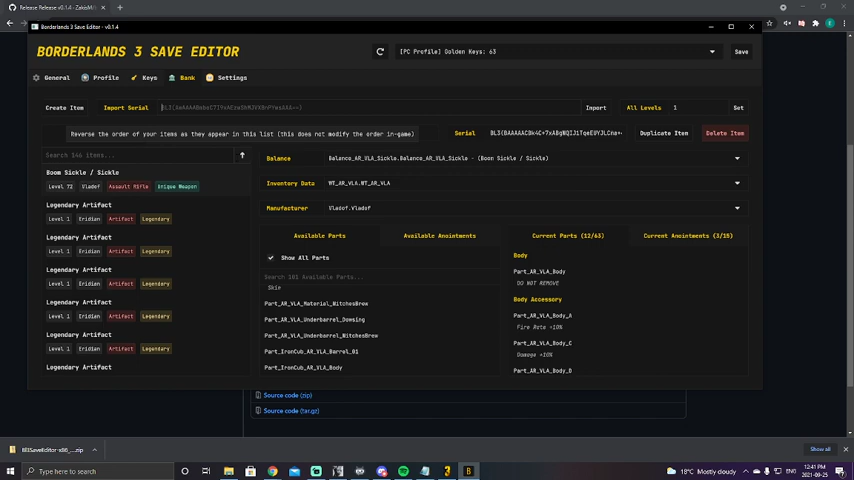 Release Release v0.1.4 · ZakisM/
Borderlands 3 Save Editor - v0.1.4
BORDERLANDS 3 SAVE EDITOR
[PC Profile] Golden Keys: 63
Save
General
Profile
Keys
Bank
Settings
Create Item
Import Serial
Import
All Levels
1
Set
Reverse the order of your items as they appear in this list (this does not modify the order in-game)
Serial
Duplicate Item
Delete Item
Search 146 items...
Balance
Balance_AR_VLA_Sickle.Balance_AR_VLA_Sickle - (Boom Sickle / Sickle)
Boom Sickle / Sickle
Level 72
Vladof
Assault Rifle
Unique Weapon
Inventory Data
WT_AR_VLA.WT_AR_VLA
Manufacturer
Vladof.Vladof
Legendary Artifact
Level 1
Eridian
Artifact
Legendary
Legendary Artifact
Level 1
Eridian
Artifact
Legendary
Legendary Artifact
Level 1
Eridian
Artifact
Legendary
Legendary Artifact
Level 1
Eridian
Artifact
Legendary
Legendary Artifact
Level 1
Eridian
Artifact
Legendary
Legendary Artifact
Available Parts
Available Anointments
Show All Parts
Search 101 Available Parts...
Skie
Part_AR_VLA_Material_WitchesBrew
Part_AR_VLA_Underbarrel_Dowsing
Part_AR_VLA_Underbarrel_WitchesBrew
Part_IronCub_AR_VLA_Barrel_01
Part_IronCub_AR_VLA_Body
Current Parts (12/63)
Current Anointments (3/15)
Body
Part_AR_VLA_Body
DO NOT REMOVE
Body Accessory
Part_AR_VLA_Body_A
Fire Rate +10%
Part_AR_VLA_Body_C
Damage +10%
Part_AR_VLA_Body_D
Source code (zip)
Source code (tar.gz)
Show all
Type here to search
18°C Mostly cloudy
ENG
12:41 PM
2021-09-25